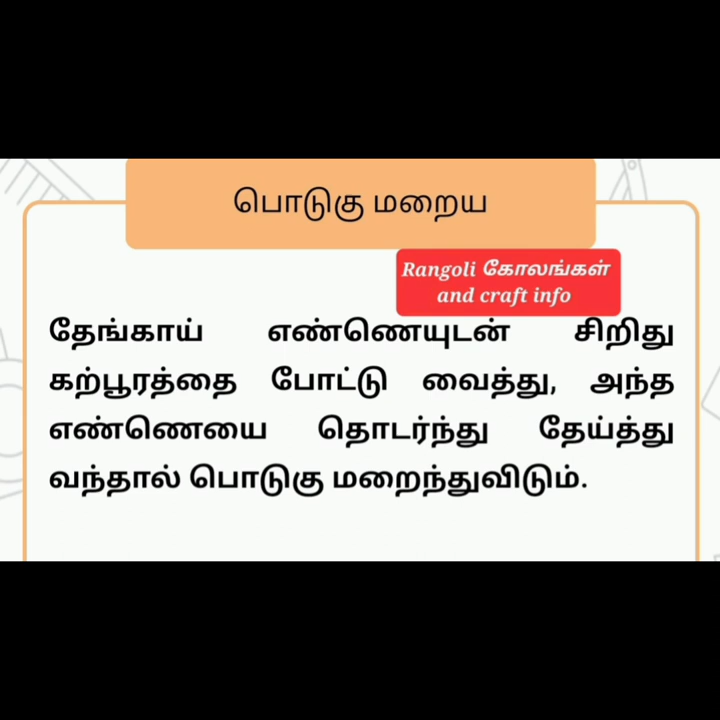 பொடுகு மறைய
Rangoli கோலங்கள்
and craft info
தேங்காய் எண்ணெயுடன் சிறிது
கற்பூரத்தை போட்டு வைத்து, அந்த
எண்ணெயை தொடர்ந்து தேய்த்து
வந்தால் பொடுகு மறைந்துவிடும்.